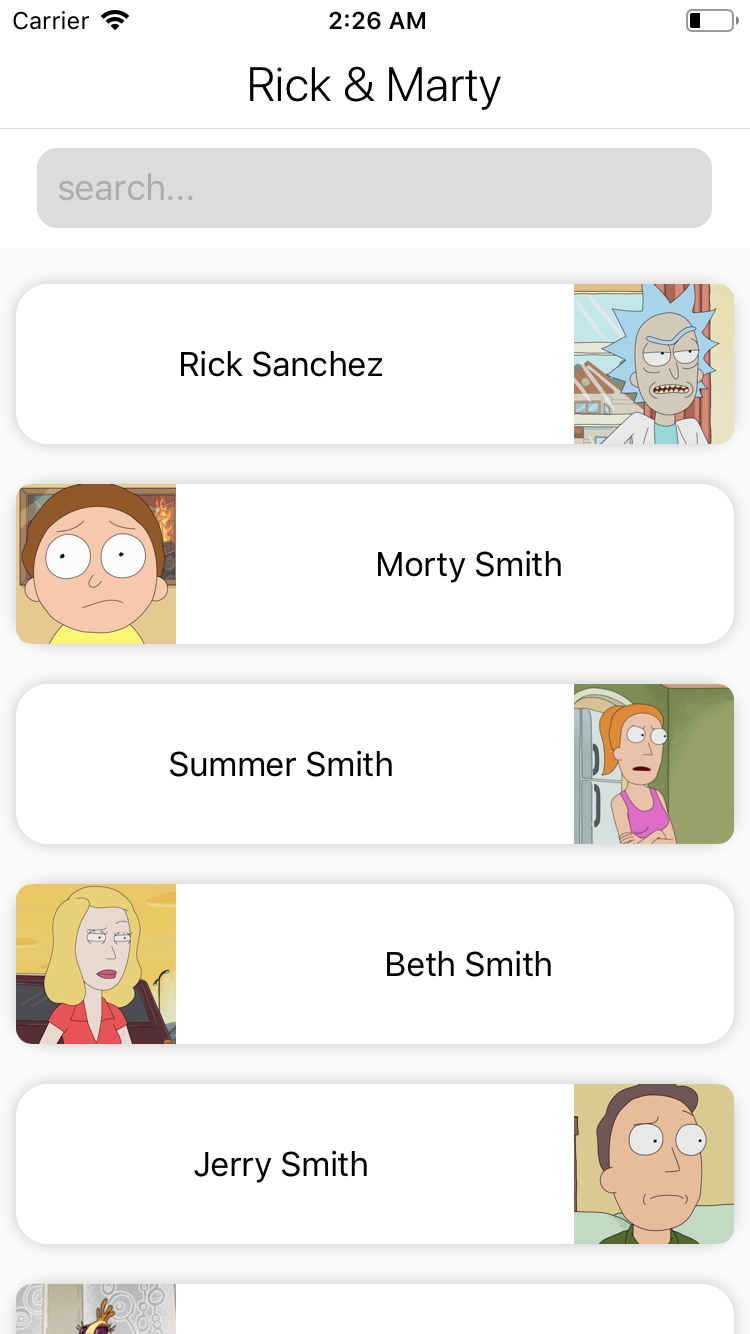 Carrier 2:26 AM
Rick & Marty
search...
Rick Sanchez
Morty Smith
Summer Smith
Beth Smith
Jerry Smith